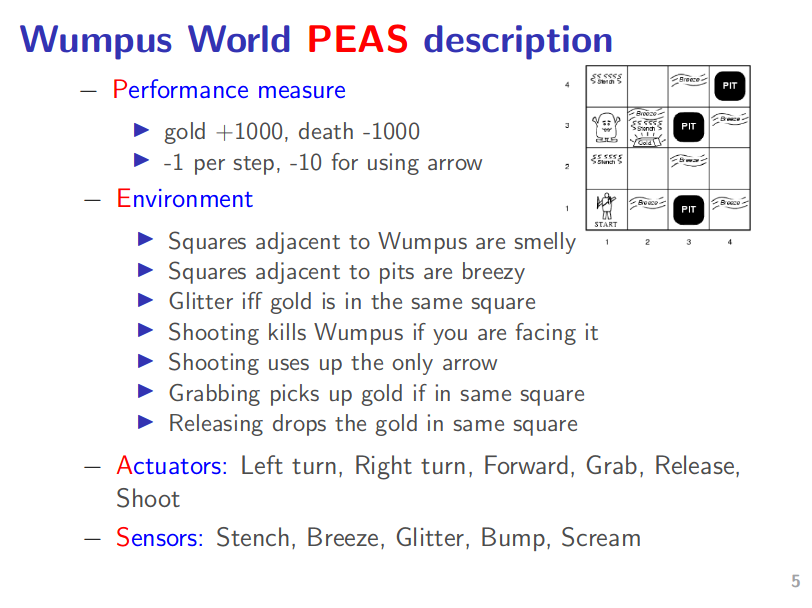 Wumpus World PEAS description
– Performance measure
▶ gold +1000, death -1000
▶ -1 per step, -10 for using arrow
– Environment
▶ Squares adjacent to Wumpus are smelly
▶ Squares adjacent to pits are breezy
▶ Glitter iff gold is in the same square
▶ Shooting kills Wumpus if you are facing it
▶ Shooting uses up the only arrow
▶ Grabbing picks up gold if in same square
▶ Releasing drops the gold in same square
– Actuators: Left turn, Right turn, Forward, Grab, Release,
Shoot
– Sensors: Stench, Breeze, Glitter, Bump, Scream
4 Stench Breeze PIT
3 Breeze Stench Gold PIT Breeze
2 Stench Breeze
1 START Breeze PIT Breeze
1 2 3 4
5